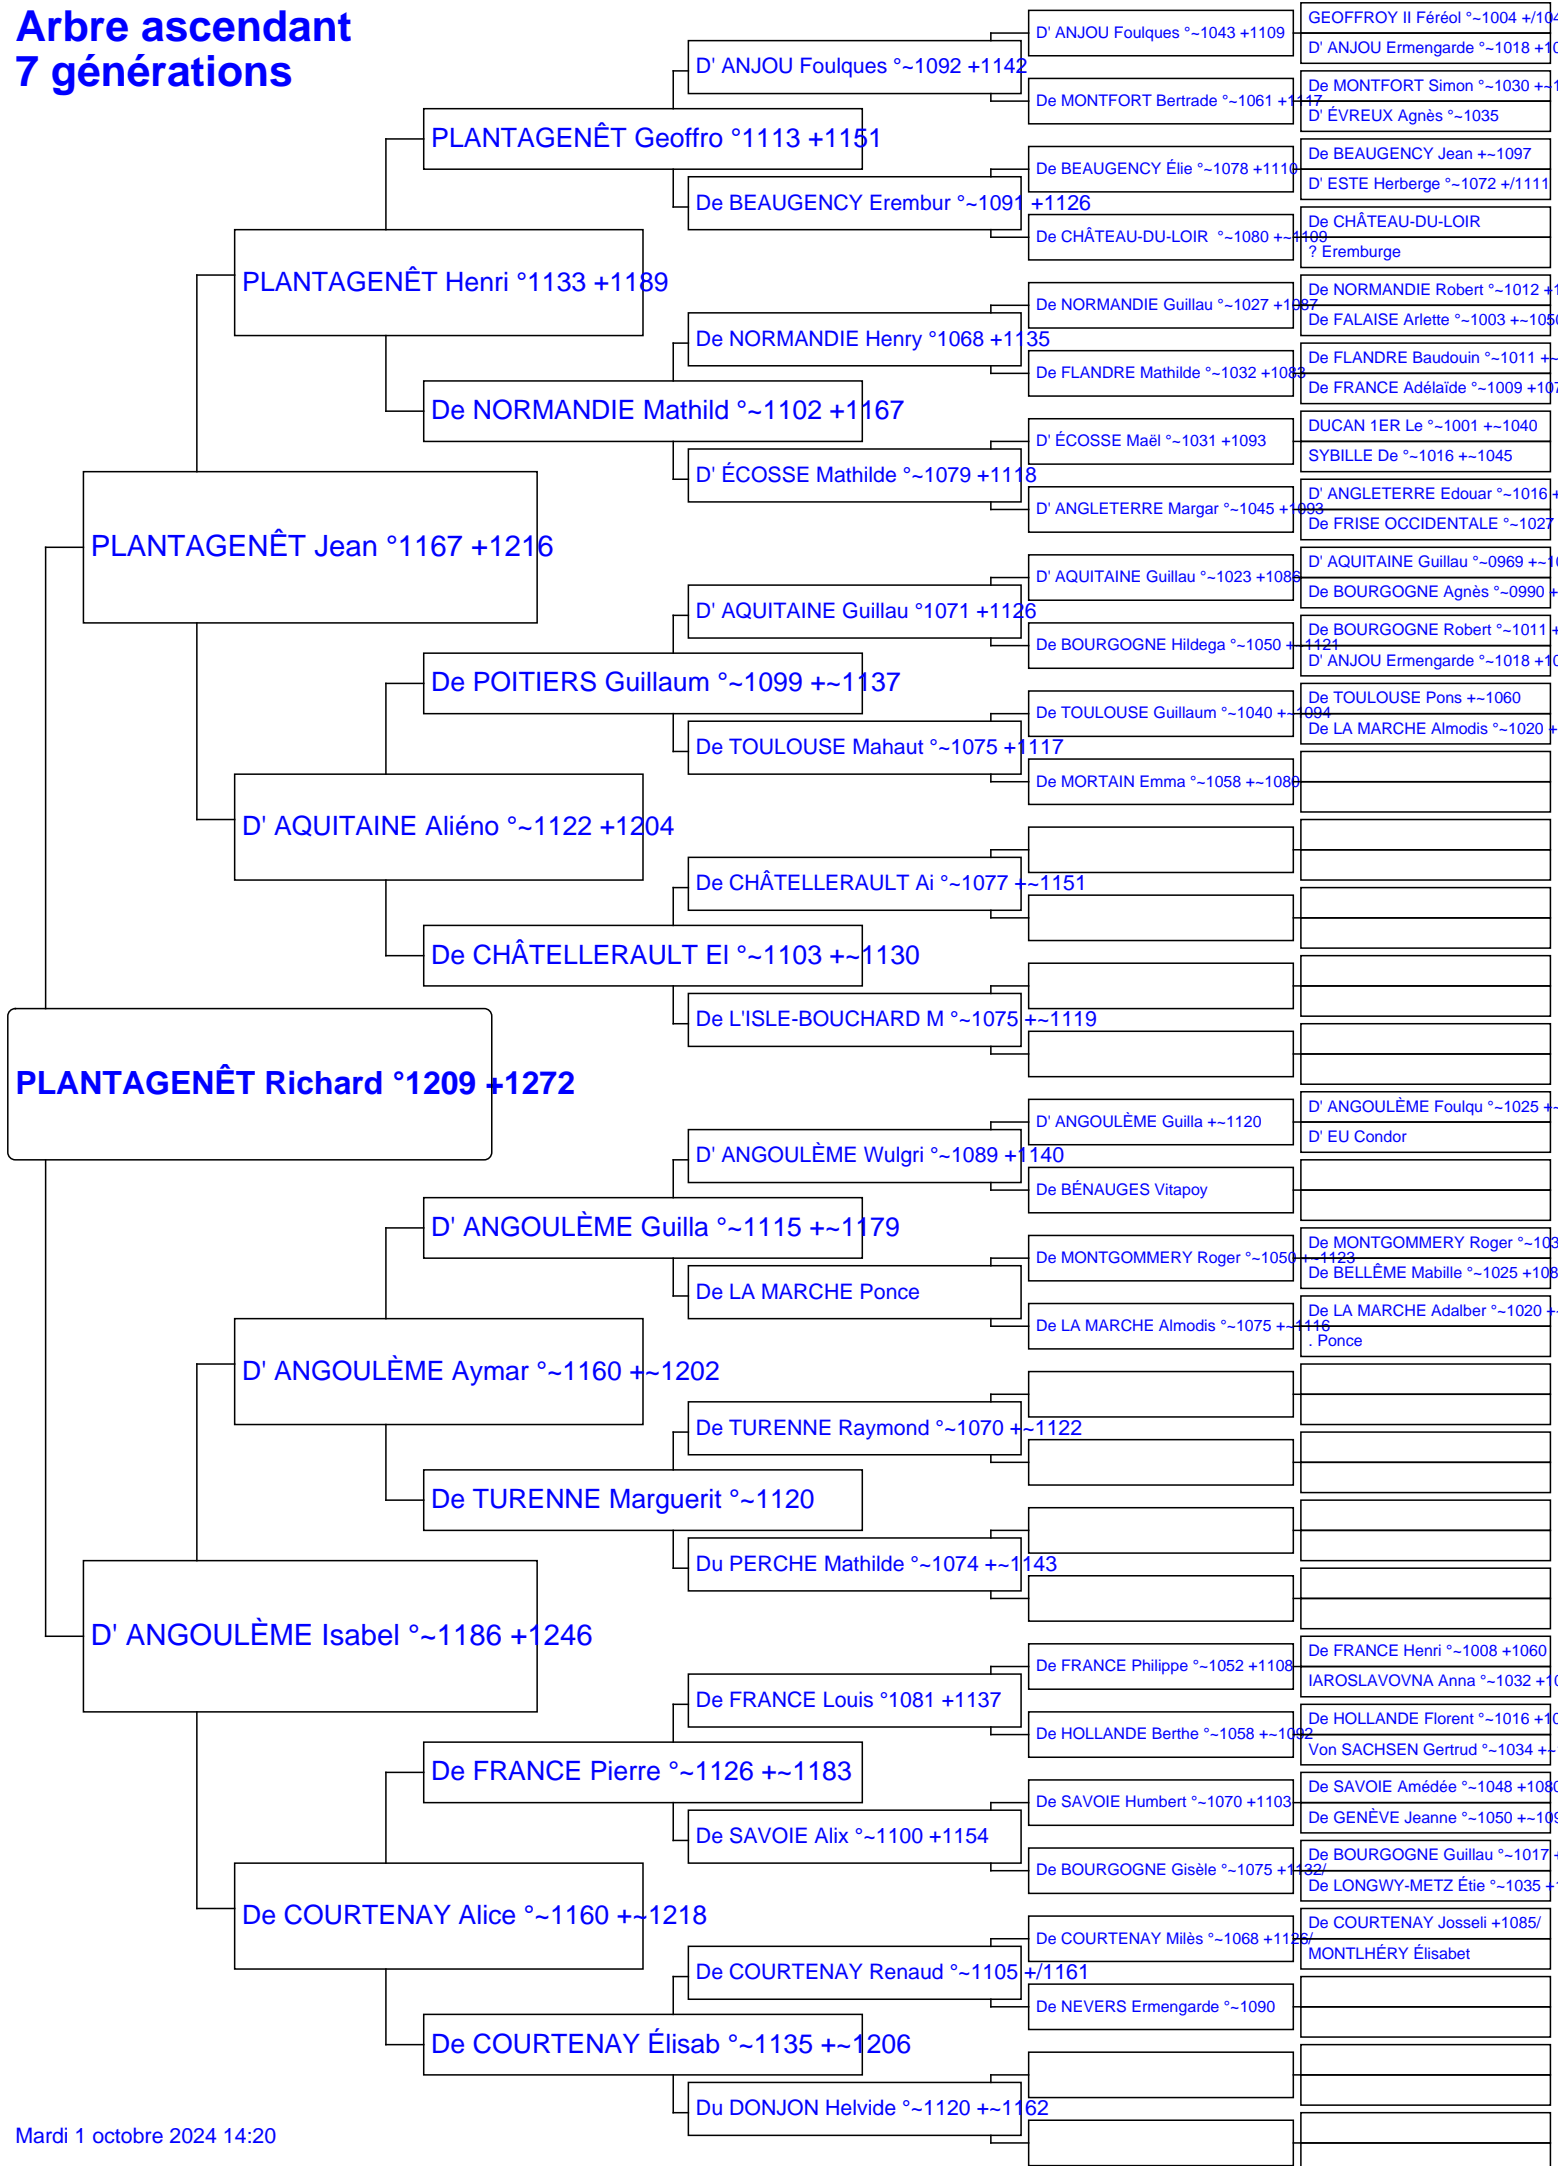 Arbre ascendant
7 générations
GEOFFROY II Féréol °~1004 +/104
D' ANJOU Foulques °~1043 +1109
D' ANJOU Ermengarde °~1018 +10
D' ANJOU Foulques °~1092 +1142
De MONTFORT Simon °~1030 +~1
De MONTFORT Bertrade °~1061 +1117
D' ÉVREUX Agnès °~1035
PLANTAGENÊT Geoffro °1113 +1151
De BEAUGENCY Jean +~1097
De BEAUGENCY Élie °~1078 +1110
D' ESTE Herberge °~1072 +/1111
De BEAUGENCY Erembur °~1091 +1126
De CHÂTEAU-DU-LOIR
De CHÂTEAU-DU-LOIR °~1080 +~1109
? Eremburge
PLANTAGENÊT Henri °1133 +1189
De NORMANDIE Robert °~1012 +1
De NORMANDIE Guillau °~1027 +1087
De FALAISE Arlette °~1003 +~1050
De NORMANDIE Henry °1068 +1135
De FLANDRE Baudouin °~1011 +~
De FLANDRE Mathilde °~1032 +1083
De FRANCE Adélaïde °~1009 +107
De NORMANDIE Mathild °~1102 +1167
DUCAN 1ER Le °~1001 +~1040
D' ÉCOSSE Maël °~1031 +1093
SYBILLE De °~1016 +~1045
D' ÉCOSSE Mathilde °~1079 +1118
D' ANGLETERRE Edouar °~1016 +
D' ANGLETERRE Margar °~1045 +1093
De FRISE OCCIDENTALE °~1027
PLANTAGENÊT Jean °1167 +1216
D' AQUITAINE Guillau °~0969 +~10
D' AQUITAINE Guillau °~1023 +1086
De BOURGOGNE Agnès °~0990 +
D' AQUITAINE Guillau °1071 +1126
De BOURGOGNE Robert °~1011 +
De BOURGOGNE Hildega °~1050 +~1121
D' ANJOU Ermengarde °~1018 +10
De POITIERS Guillaum °~1099 +~1137
De TOULOUSE Pons +~1060
De TOULOUSE Guillaum °~1040 +~1094
De LA MARCHE Almodis °~1020 +
De TOULOUSE Mahaut °~1075 +1117
De MORTAIN Emma °~1058 +~1080
D' AQUITAINE Aliéno °~1122 +1204
De CHÂTELLERAULT Ai °~1077 +~1151
De CHÂTELLERAULT El °~1103 +~1130
De L'ISLE-BOUCHARD M °~1075 +~1119
PLANTAGENÊT Richard °1209 +1272
D' ANGOULÊME Foulqu °~1025 +~
D' ANGOULÈME Guilla +~1120
D' EU Condor
D' ANGOULÈME Wulgri °~1089 +1140
De BÉNAUGES Vitapoy
D' ANGOULÈME Guilla °~1115 +~1179
De MONTGOMMERY Roger °~103
De MONTGOMMERY Roger °~1050 +~1123
De BELLÊME Mabille °~1025 +108
De LA MARCHE Ponce
De LA MARCHE Adalber °~1020 +~
De LA MARCHE Almodis °~1075 +~1116
. Ponce
D' ANGOULÈME Aymar °~1160 +~1202
De TURENNE Raymond °~1070 +~1122
De TURENNE Marguerit °~1120
Du PERCHE Mathilde °~1074 +~1143
D' ANGOULÈME Isabel °~1186 +1246
De FRANCE Henri °~1008 +1060
De FRANCE Philippe °~1052 +1108
IAROSLAVOVNA Anna °~1032 +10
De FRANCE Louis °1081 +1137
De HOLLANDE Florent °~1016 +10
De HOLLANDE Berthe °~1058 +~1092
Von SACHSEN Gertrud °~1034 +~
De FRANCE Pierre °~1126 +~1183
De SAVOIE Amédée °~1048 +1080
De SAVOIE Humbert °~1070 +1103
De GENÈVE Jeanne °~1050 +~109
De SAVOIE Alix °~1100 +1154
De BOURGOGNE Guillau °~1017 +
De BOURGOGNE Gisèle °~1075 +1132/
De LONGWY-METZ Étie °~1035 +1
De COURTENAY Alice °~1160 +~1218
De COURTENAY Josseli +1085/
De COURTENAY Milès °~1068 +1126/
MONTLHÉRY Élisabet
De COURTENAY Renaud °~1105 +/1161
De NEVERS Ermengarde °~1090
De COURTENAY Élisab °~1135 +~1206
Du DONJON Helvide °~1120 +~1162
Mardi 1 octobre 2024 14:20